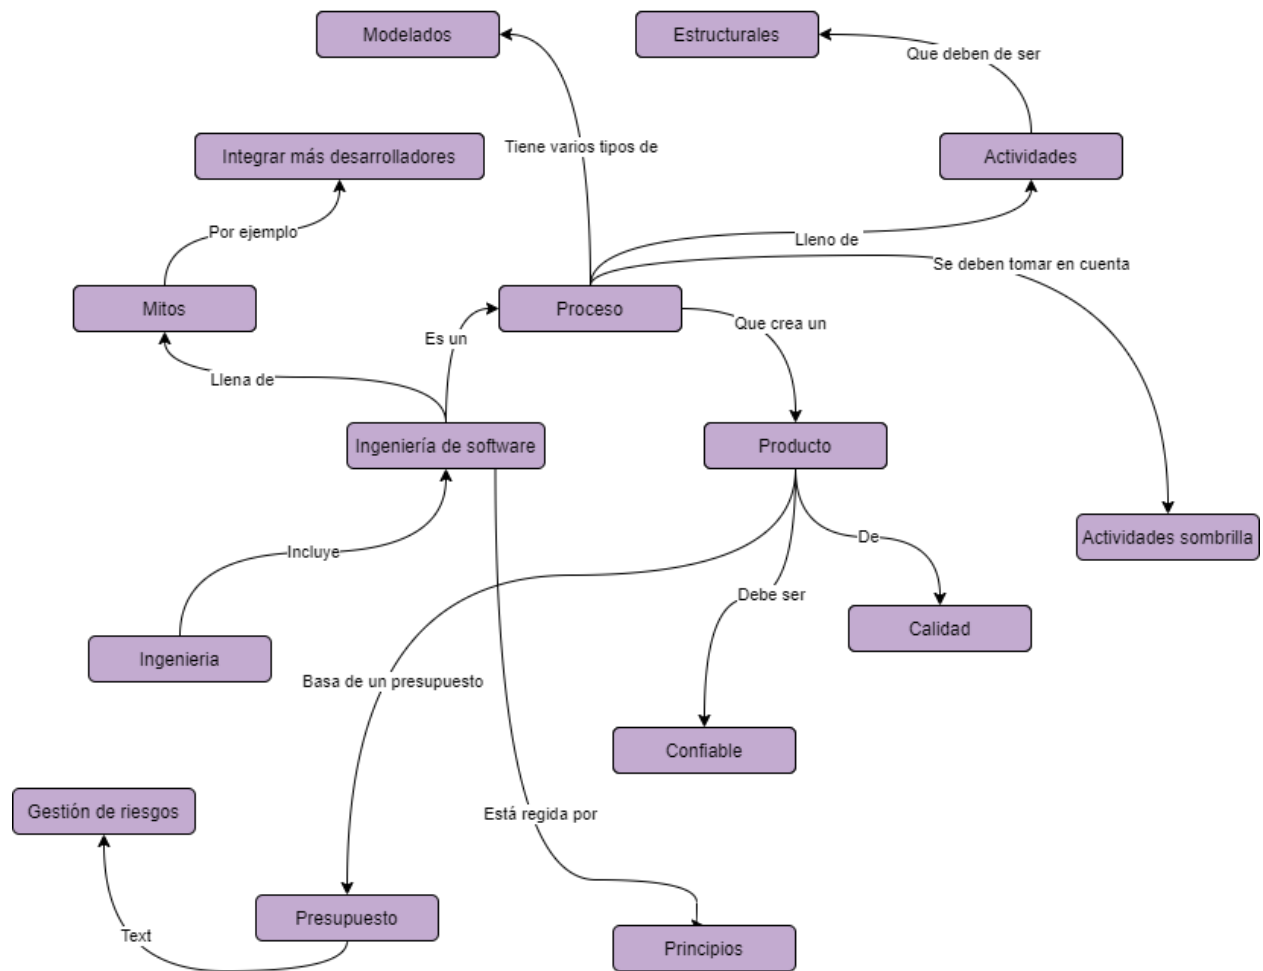 Modelados
Estructurales
Que deben de ser
Tiene varios tipos de
Integrar más desarrolladores
Actividades
Por ejemplo
Lleno de
Se deben tomar en cuenta
Mitos
Proceso
Que crea un
Es un
Llena de
Ingeniería de software
Producto
Actividades sombrilla
De
Incluye
Debe ser
Calidad
Ingenieria
Basa de un presupuesto
Confiable
Gestión de riesgos
Está regida por
Presupuesto
Text
Principios